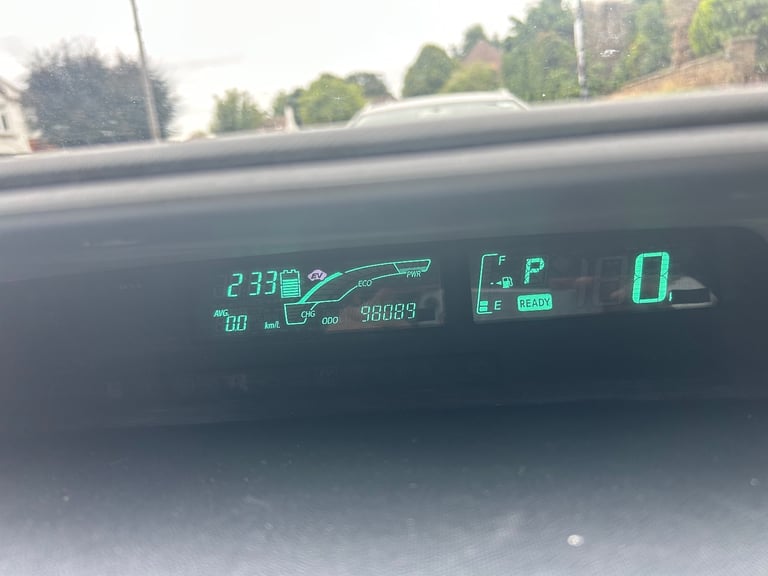 233 EV ECO PWR
AVG. 0.0 km/L CHG ODO 98089
F P 0
E READY